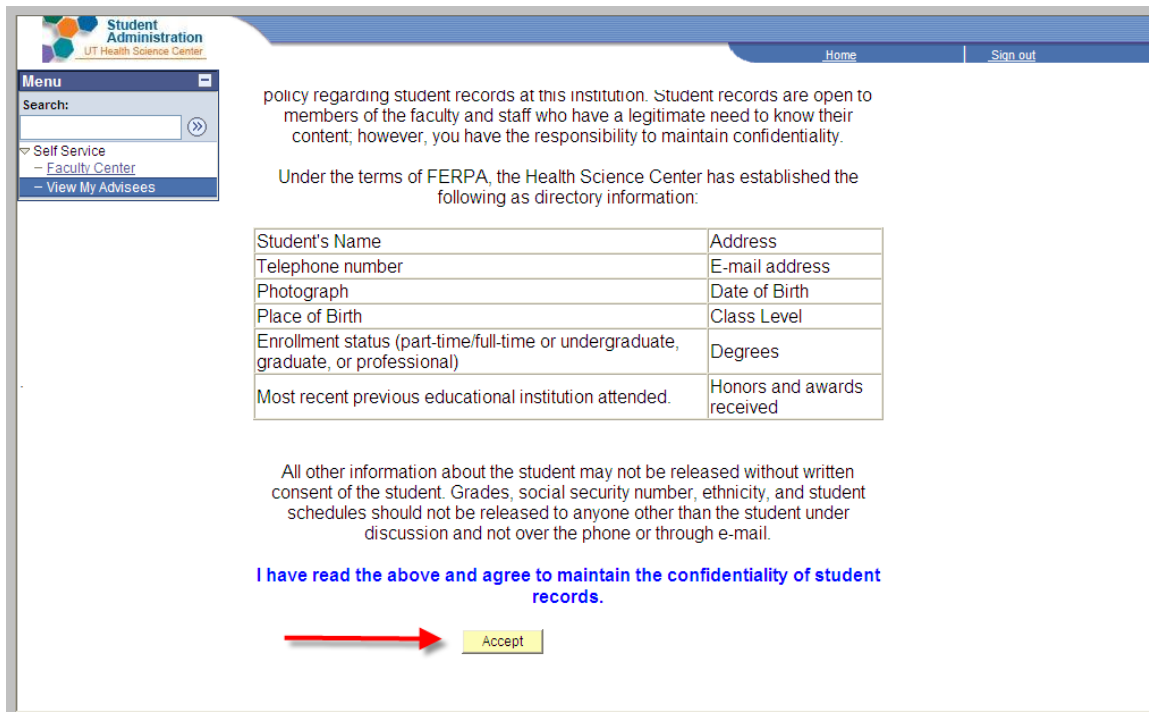 Student
Administration
UT Health Science Center
Home
Sign out
Menu
Search:
Self Service
– Faculty Center
– View My Advisees
policy regarding student records at this institution. Student records are open to
members of the faculty and staff who have a legitimate need to know their
content; however, you have the responsibility to maintain confidentiality.
Under the terms of FERPA, the Health Science Center has established the
following as directory information:
Student's Name
Address
Telephone number
E-mail address
Photograph
Date of Birth
Place of Birth
Class Level
Enrollment status (part-time/full-time or undergraduate,
graduate, or professional)
Degrees
Most recent previous educational institution attended.
Honors and awards
received
All other information about the student may not be released without written
consent of the student. Grades, social security number, ethnicity, and student
schedules should not be released to anyone other than the student under
discussion and not over the phone or through e-mail.
I have read the above and agree to maintain the confidentiality of student
records.
Accept